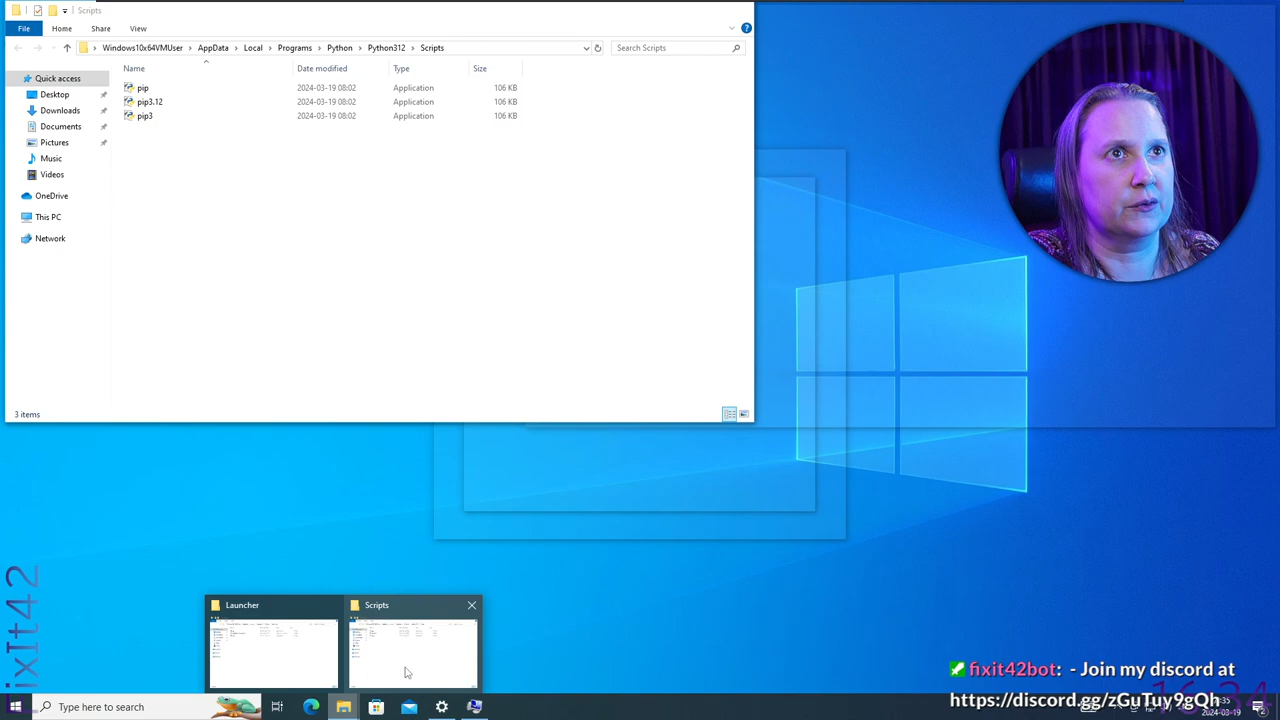 Scripts
File Home Share View
Windows10x64VMUser > AppData > Local > Programs > Python > Python312 > Scripts
Search Scripts
Name Date modified Type Size
Quick access
Desktop
Downloads
Documents
Pictures
Music
Videos
OneDrive
This PC
Network
pip 2024-03-19 08:02 Application 106 KB
pip3.12 2024-03-19 08:02 Application 106 KB
pip3 2024-03-19 08:02 Application 106 KB
3 items
FixIt42
Launcher
Scripts
fixit42bot: - Join my discord at
https://discord.gg/zGuTuy9gQh
Type here to search
2024-03-19